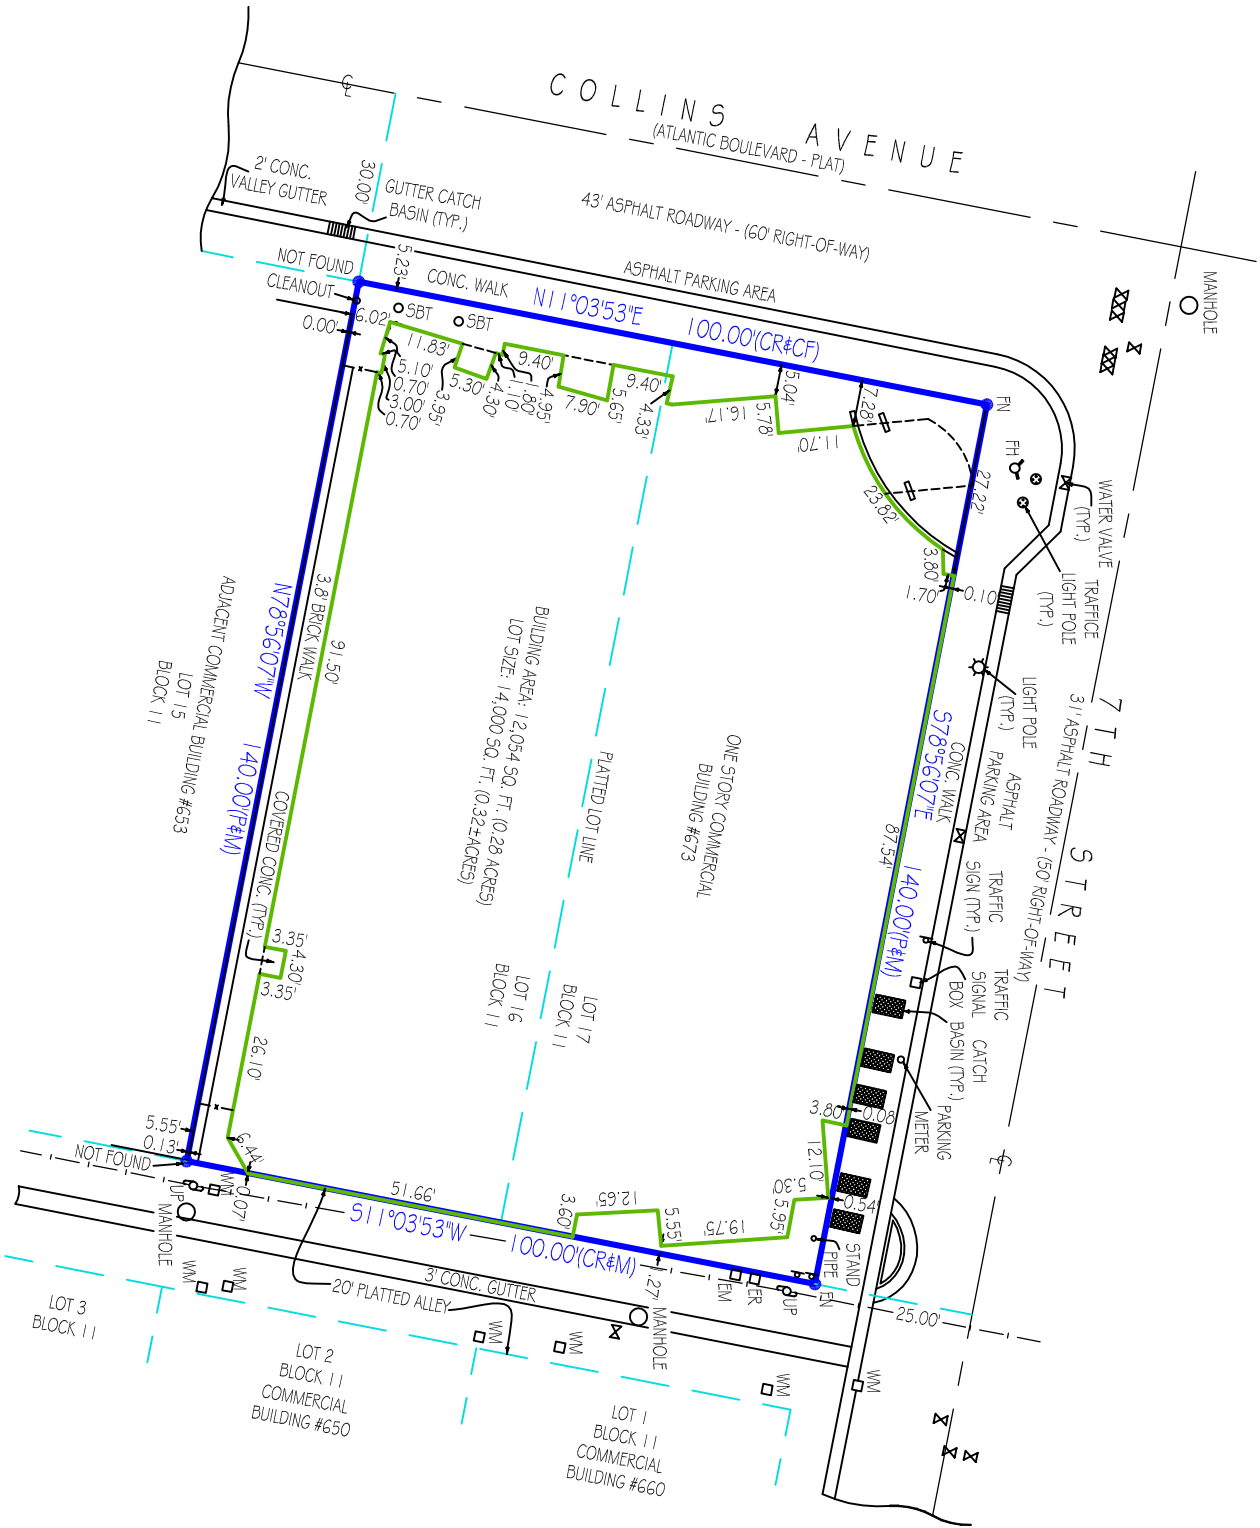 COLLINS AVENUE
(ATLANTIC BOULEVARD - PLAT)
43' ASPHALT ROADWAY - (60' RIGHT-OF-WAY)
ASPHALT PARKING AREA
2' CONC.
VALLEY GUTTER
30.00'
GUTTER CATCH
BASIN (TYP.)
NOT FOUND
CLEANOUT
0.00'
6.02'
5.23'
CONC. WALK
N11°03'53"E
100.00'(CR&CF)
SBT
SBT
11.83'
5.10'
0.70'
3.00'
0.70'
3.95'
5.30'
4.30'
1.10'
1.80'
9.40'
4.95'
7.90'
5.65'
9.40'
4.33'
16.17'
5.04'
5.78'
11.70'
7.28'
FN
27.22'
23.82'
3.80'
1.70'
0.10'
FH
MANHOLE
WATER VALVE
(TYP.)
TRAFFICE
LIGHT POLE
(TYP.)
LIGHT POLE
(TYP.)
7TH STREET
31' ASPHALT ROADWAY - (50' RIGHT-OF-WAY)
ASPHALT
PARKING AREA
CONC. WALK
S78°56'07"E
140.00'(P&M)
87.54'
TRAFFIC
SIGN (TYP.)
TRAFFIC
SIGNAL
BOX
CATCH
BASIN (TYP.)
PARKING
METER
ADJACENT COMMERCIAL BUILDING #653
LOT 15
BLOCK 11
N78°56'07"W
140.00'(P&M)
3.8' BRICK WALK
91.50'
COVERED CONC. (TYP.)
3.35'
4.30'
3.35'
26.10'
BUILDING AREA: 12,054 SQ. FT. (0.28 ACRES)
LOT SIZE: 14,000 SQ. FT. (0.32±ACRES)
PLATTED LOT LINE
ONE STORY COMMERCIAL
BUILDING #673
LOT 16
BLOCK 11
LOT 17
BLOCK 11
5.55'
0.13'
NOT FOUND
6.44'
0.07'
WM
UP
MANHOLE
51.66'
S11°03'53"W
100.00'(CR&M)
3.60'
12.65'
5.55'
19.75'
5.95'
5.30'
12.10'
3.80'
0.08'
0.54'
1.27'
STAND
PIPE
FN
UP
ER
EM
25.00'
MANHOLE
3' CONC. GUTTER
20' PLATTED ALLEY
WM
WM
WM
WM
WM
WM
LOT 3
BLOCK 11
LOT 2
BLOCK 11
COMMERCIAL
BUILDING #650
LOT 1
BLOCK 11
COMMERCIAL
BUILDING #660